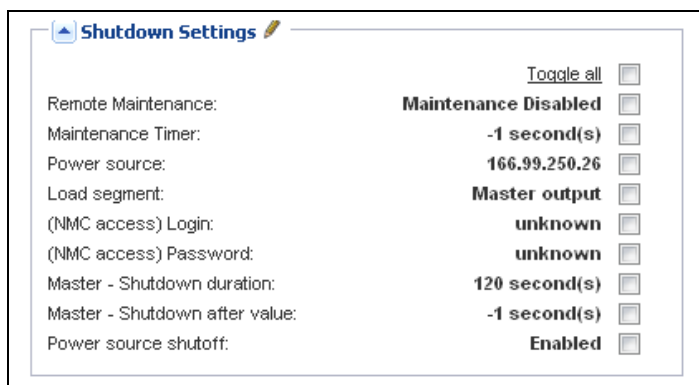 Shutdown Settings
Toggle all
Remote Maintenance: Maintenance Disabled
Maintenance Timer: -1 second(s)
Power source: 166.99.250.26
Load segment: Master output
(NMC access) Login: unknown
(NMC access) Password: unknown
Master - Shutdown duration: 120 second(s)
Master - Shutdown after value: -1 second(s)
Power source shutoff: Enabled